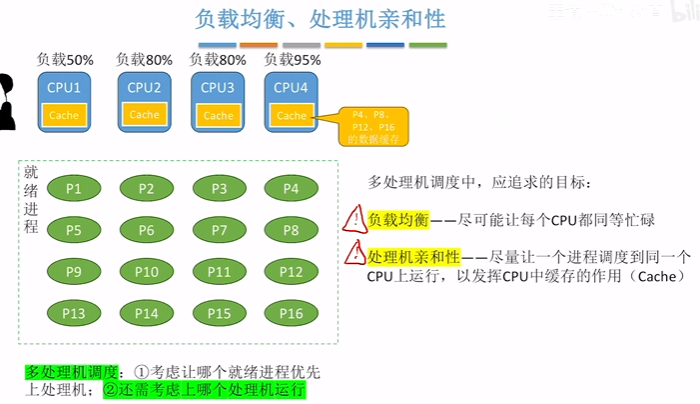 负载均衡、处理机亲和性
负载50% 负载80% 负载80% 负载95%
CPU1 CPU2 CPU3 CPU4
Cache Cache Cache Cache
P4、P8、
P12、P16
的数据缓存
就绪进程
P1 P2 P3 P4
P5 P6 P7 P8
P9 P10 P11 P12
P13 P14 P15 P16
多处理机调度中，应追求的目标：
负载均衡——尽可能让每个CPU都同等忙碌
处理机亲和性——尽量让一个进程调度到同一个
CPU上运行，以发挥CPU中缓存的作用（Cache）
多处理机调度：①考虑让哪个就绪进程优先
上处理机；②还需考虑上哪个处理机运行